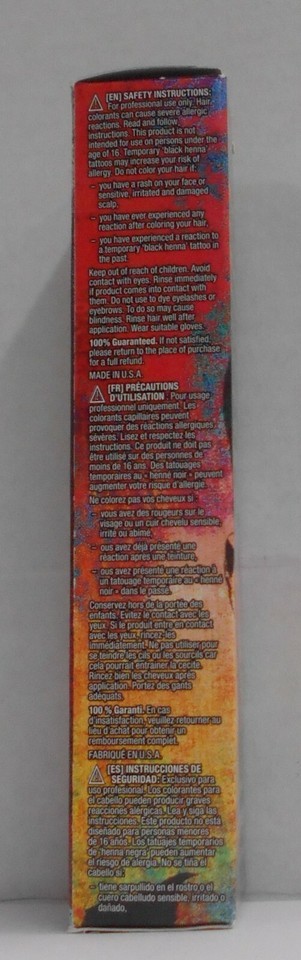 [EN] SAFETY INSTRUCTIONS:
For professional use only. Hair
colorants can cause severe allergic
reactions. Read and follow
instructions. This product is not
intended for use on persons under the
age of 16. Temporary 'black henna'
tattoos may increase your risk of
allergy. Do not color your hair if:
– you have a rash on your face or
sensitive, irritated and damaged
scalp,
– you have ever experienced any
reaction after coloring your hair,
– you have experienced a reaction to
a temporary 'black henna' tattoo in
the past.
Keep out of reach of children. Avoid
contact with eyes. Rinse immediately
if product comes into contact with
them. Do not use to dye eyelashes or
eyebrows. To do so may cause
blindness. Rinse hair well after
application. Wear suitable gloves.
100% Guaranteed. If not satisfied,
please return to the place of purchase
for a full refund.
MADE IN U.S.A
[FR] PRÉCAUTIONS
D'UTILISATION: Pour usage
professionnel uniquement. Les
colorants capillaires peuvent
provoquer des réactions allergiques
sévères. Lisez et respectez les
instructions. Ce produit ne doit pas
être utilisé sur des personnes de
moins de 16 ans. Des tatouages
temporaires au « henné noir » peuvent
augmenter votre risque d'allergie.
Ne colorez pas vos cheveux si
– vous avez des rougeurs sur le
visage ou un cuir chevelu sensible,
irrité ou abîmé,
– ous avez déjà présenté une
réaction après une teinture,
– ous avez présenté une réaction à
un tatouage temporaire au « henné
noir » dans le passé.
Conservez hors de la portée des
enfants. Évitez le contact avec les
yeux. Si le produit entre en contact
avec les yeux, rincez-les
immédiatement. Ne pas utiliser pour
se teindre les cils ou les sourcils car
cela pourrait entraîner la cécité.
Rincez bien les cheveux après
application. Portez des gants
adéquats.
100 % Garanti. En cas
d'insatisfaction, veuillez retourner au
lieu d'achat pour obtenir un
remboursement complet.
FABRIQUÉ EN U.S.A.
[ES] INSTRUCCIONES DE
SEGURIDAD: Exclusivo para
uso profesional. Los colorantes para
el cabello pueden producir graves
reacciones alérgicas. Lea y siga las
instrucciones. Este producto no está
diseñado para personas menores
de 16 años. Los tatuajes temporarios
de 'henna negra' pueden aumentar
el riesgo de alergia. No se tiña el
cabello si:
– tiene sarpullido en el rostro o el
cuero cabelludo sensible, irritado o
dañado,